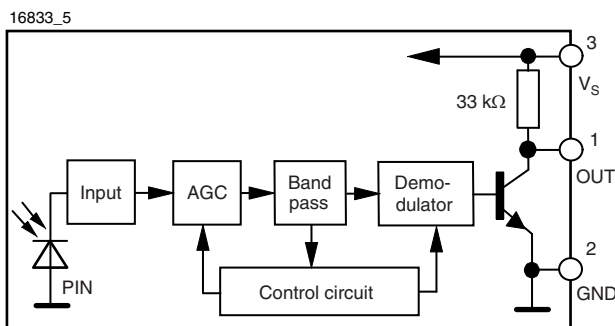 16833_5
3
VS
33 kΩ
1
OUT
Input
AGC
Band
pass
Demo-
dulator
2
GND
PIN
Control circuit